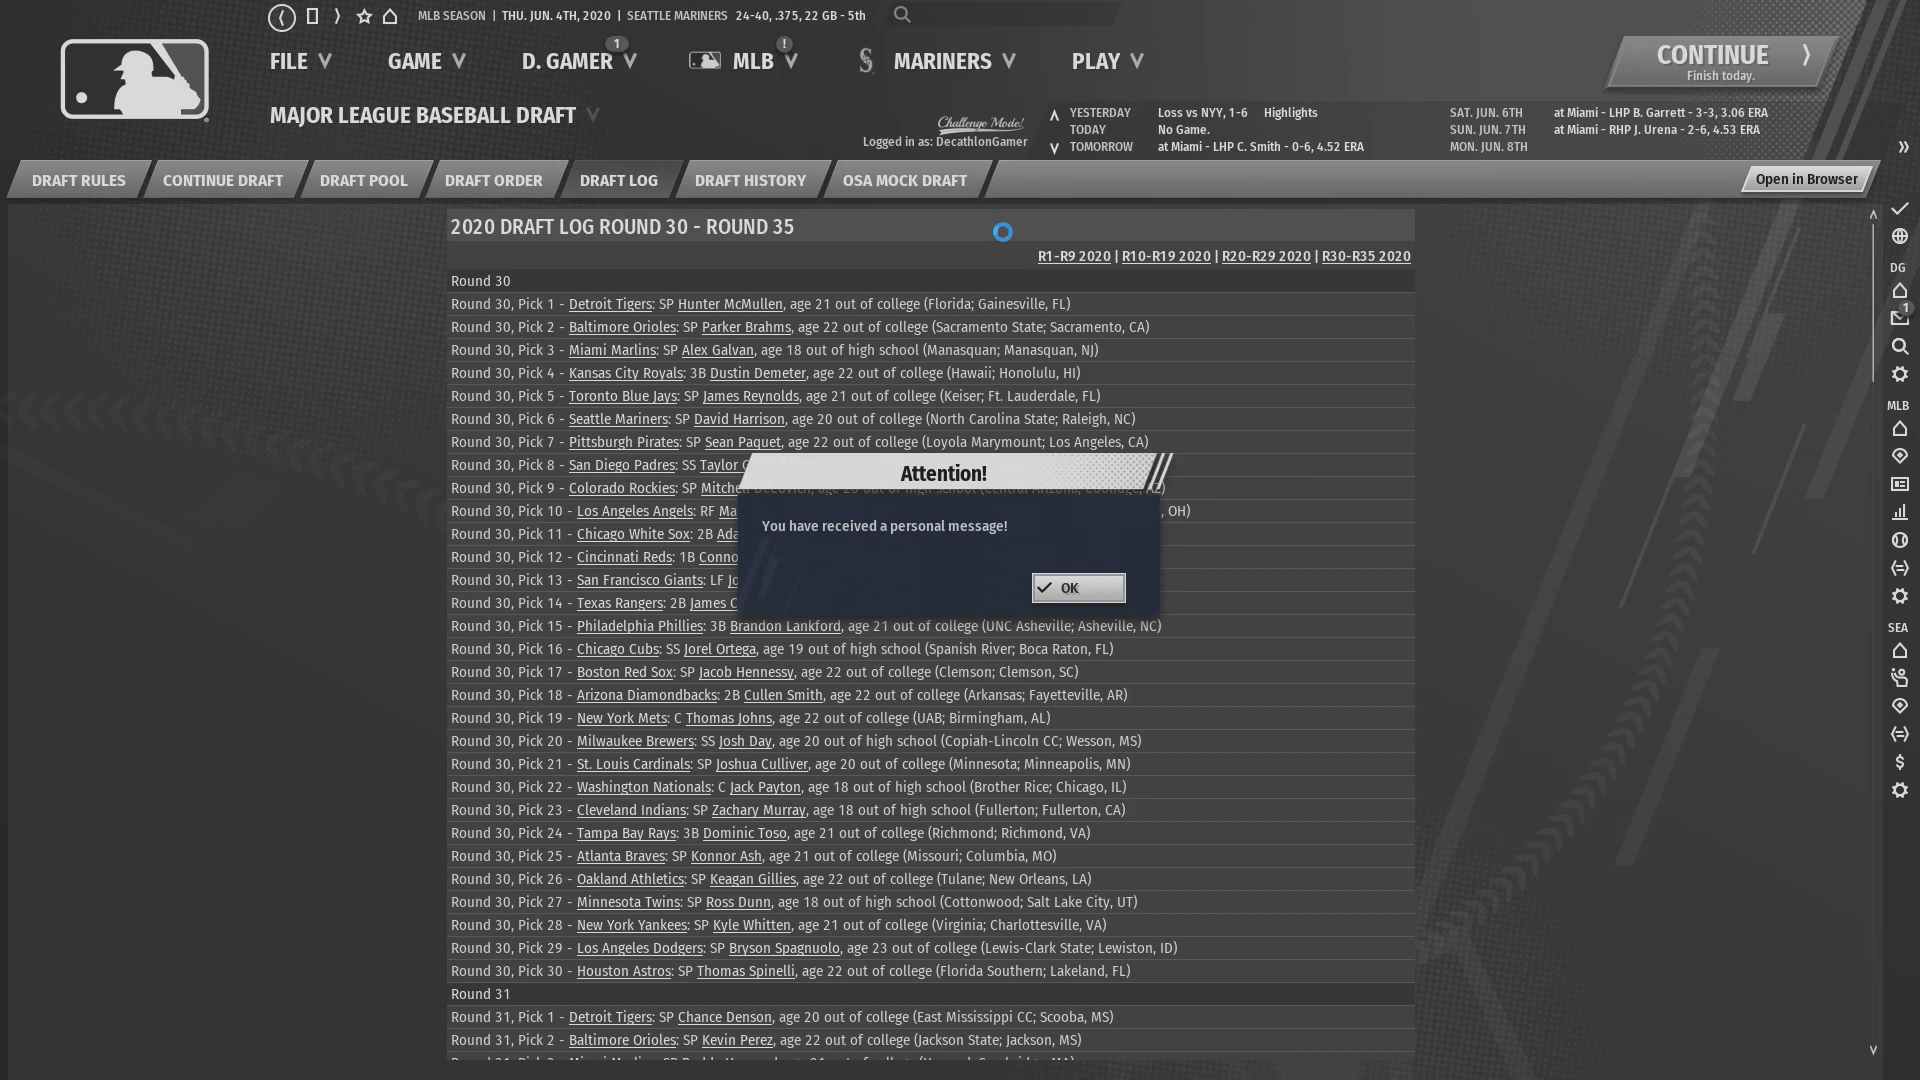 MLB SEASON | THU. JUN. 4TH, 2020 | SEATTLE MARINERS 24-40, .375, 22 GB - 5th
FILE GAME D. GAMER 1 MLB ! MARINERS PLAY
CONTINUE
Finish today.
MAJOR LEAGUE BASEBALL DRAFT
Challenge Mode!
Logged in as: DecathlonGamer
YESTERDAY Loss vs NYY, 1-6 Highlights SAT. JUN. 6TH at Miami - LHP B. Garrett - 3-3, 3.06 ERA
TODAY No Game. SUN. JUN. 7TH at Miami - RHP J. Urena - 2-6, 4.53 ERA
TOMORROW at Miami - LHP C. Smith - 0-6, 4.52 ERA MON. JUN. 8TH
DRAFT RULES CONTINUE DRAFT DRAFT POOL DRAFT ORDER DRAFT LOG DRAFT HISTORY OSA MOCK DRAFT Open in Browser
2020 DRAFT LOG ROUND 30 - ROUND 35
R1-R9 2020 | R10-R19 2020 | R20-R29 2020 | R30-R35 2020
Round 30
Round 30, Pick 1 - Detroit Tigers: SP Hunter McMullen, age 21 out of college (Florida; Gainesville, FL)
Round 30, Pick 2 - Baltimore Orioles: SP Parker Brahms, age 22 out of college (Sacramento State; Sacramento, CA)
Round 30, Pick 3 - Miami Marlins: SP Alex Galvan, age 18 out of high school (Manasquan; Manasquan, NJ)
Round 30, Pick 4 - Kansas City Royals: 3B Dustin Demeter, age 22 out of college (Hawaii; Honolulu, HI)
Round 30, Pick 5 - Toronto Blue Jays: SP James Reynolds, age 21 out of college (Keiser; Ft. Lauderdale, FL)
Round 30, Pick 6 - Seattle Mariners: SP David Harrison, age 20 out of college (North Carolina State; Raleigh, NC)
Round 30, Pick 7 - Pittsburgh Pirates: SP Sean Paquet, age 22 out of college (Loyola Marymount; Los Angeles, CA)
Round 30, Pick 8 - San Diego Padres: SS Taylor
Round 30, Pick 9 - Colorado Rockies: SP Mitchell Decovich, age 20 out of high school (Central Arizona; Coolidge, AZ)
Round 30, Pick 10 - Los Angeles Angels: RF Ma , OH)
Round 30, Pick 11 - Chicago White Sox: 2B Ada
Round 30, Pick 12 - Cincinnati Reds: 1B Conno
Round 30, Pick 13 - San Francisco Giants: LF Jo
Round 30, Pick 14 - Texas Rangers: 2B James C
Attention!
You have received a personal message!
OK
Round 30, Pick 15 - Philadelphia Phillies: 3B Brandon Lankford, age 21 out of college (UNC Asheville; Asheville, NC)
Round 30, Pick 16 - Chicago Cubs: SS Jorel Ortega, age 19 out of high school (Spanish River; Boca Raton, FL)
Round 30, Pick 17 - Boston Red Sox: SP Jacob Hennessy, age 22 out of college (Clemson; Clemson, SC)
Round 30, Pick 18 - Arizona Diamondbacks: 2B Cullen Smith, age 22 out of college (Arkansas; Fayetteville, AR)
Round 30, Pick 19 - New York Mets: C Thomas Johns, age 22 out of college (UAB; Birmingham, AL)
Round 30, Pick 20 - Milwaukee Brewers: SS Josh Day, age 20 out of high school (Copiah-Lincoln CC; Wesson, MS)
Round 30, Pick 21 - St. Louis Cardinals: SP Joshua Culliver, age 20 out of college (Minnesota; Minneapolis, MN)
Round 30, Pick 22 - Washington Nationals: C Jack Payton, age 18 out of high school (Brother Rice; Chicago, IL)
Round 30, Pick 23 - Cleveland Indians: SP Zachary Murray, age 18 out of high school (Fullerton; Fullerton, CA)
Round 30, Pick 24 - Tampa Bay Rays: 3B Dominic Toso, age 21 out of college (Richmond; Richmond, VA)
Round 30, Pick 25 - Atlanta Braves: SP Konnor Ash, age 21 out of college (Missouri; Columbia, MO)
Round 30, Pick 26 - Oakland Athletics: SP Keagan Gillies, age 22 out of college (Tulane; New Orleans, LA)
Round 30, Pick 27 - Minnesota Twins: SP Ross Dunn, age 18 out of high school (Cottonwood; Salt Lake City, UT)
Round 30, Pick 28 - New York Yankees: SP Kyle Whitten, age 21 out of college (Virginia; Charlottesville, VA)
Round 30, Pick 29 - Los Angeles Dodgers: SP Bryson Spagnuolo, age 23 out of college (Lewis-Clark State; Lewiston, ID)
Round 30, Pick 30 - Houston Astros: SP Thomas Spinelli, age 22 out of college (Florida Southern; Lakeland, FL)
Round 31
Round 31, Pick 1 - Detroit Tigers: SP Chance Denson, age 20 out of college (East Mississippi CC; Scooba, MS)
Round 31, Pick 2 - Baltimore Orioles: SP Kevin Perez, age 22 out of college (Jackson State; Jackson, MS)
DG
1
MLB
SEA